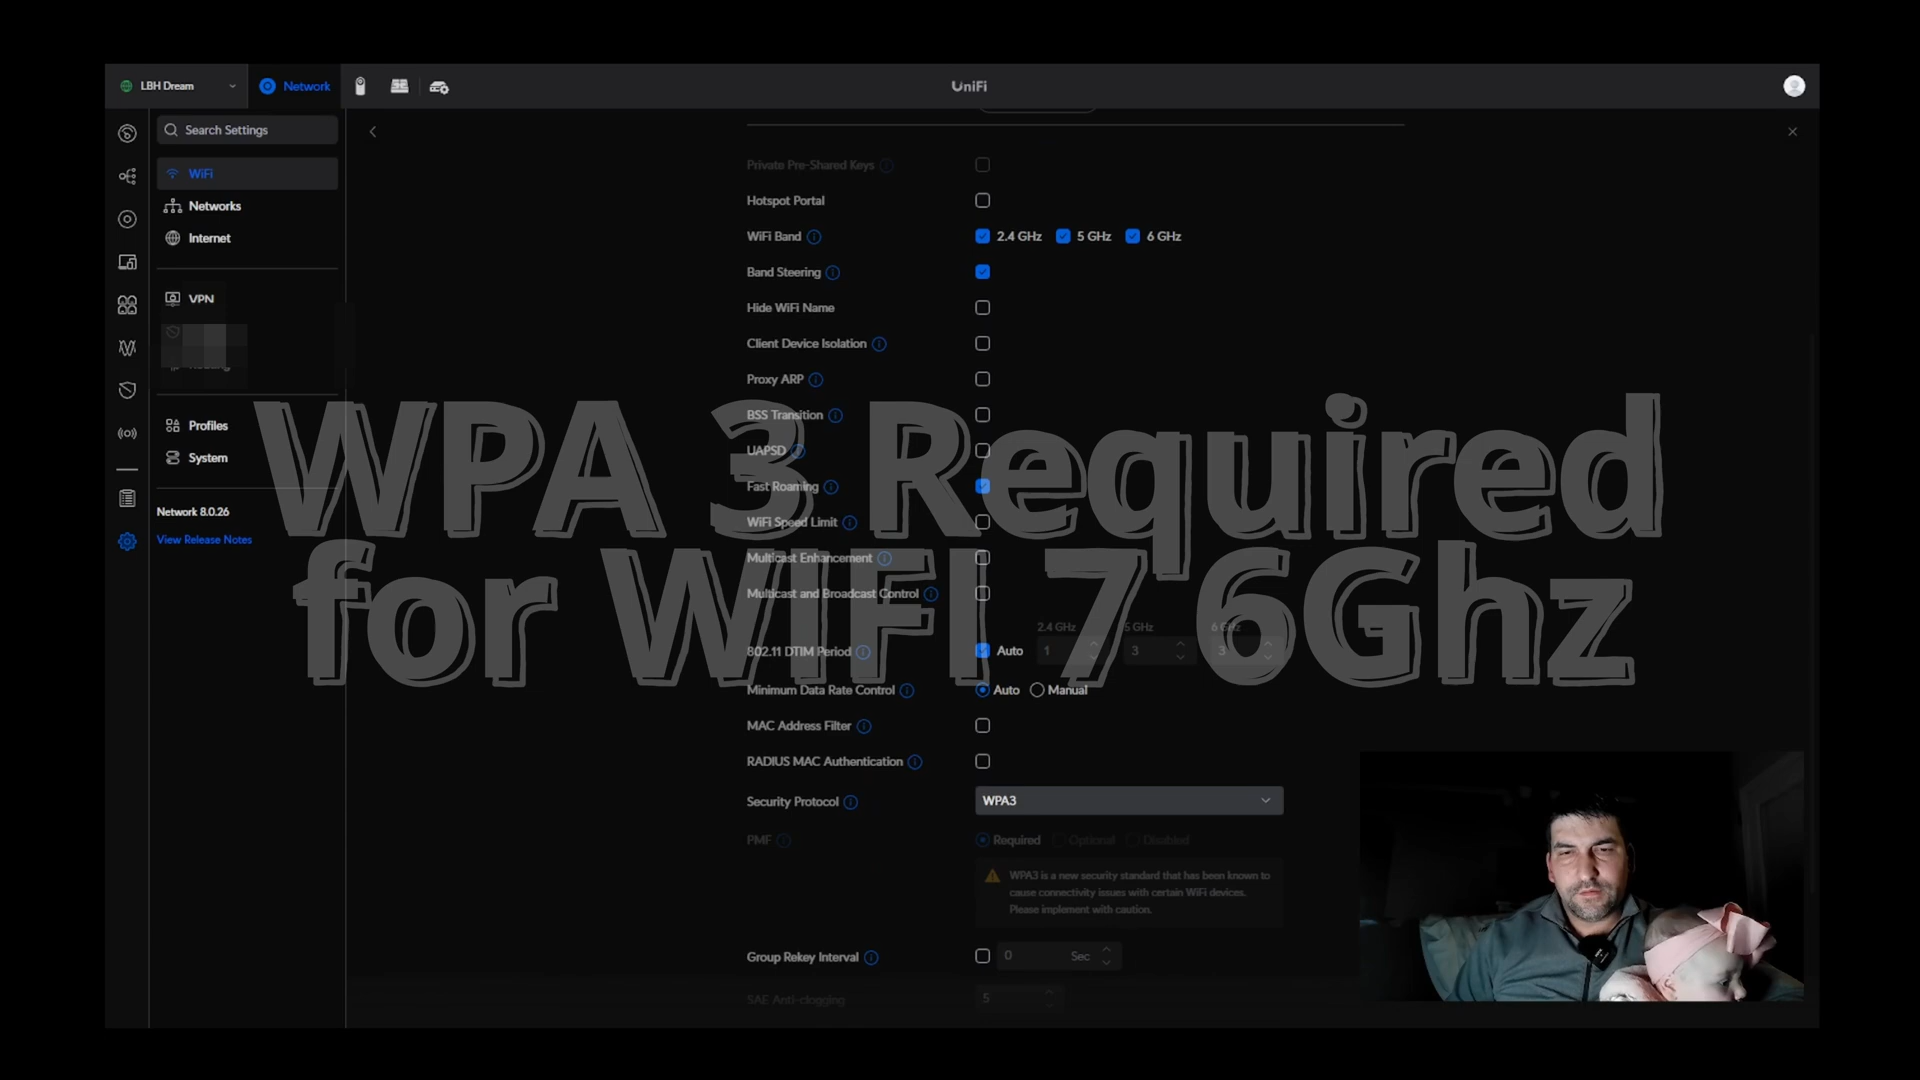 LBH Dream
Network
UniFi
Search Settings
WiFi
Networks
Internet
VPN
Profiles
System
Network 8.0.26
View Release Notes
Private Pre-Shared Keys
Hotspot Portal
WiFi Band 2.4 GHz 5 GHz 6 GHz
Band Steering
Hide WiFi Name
Client Device Isolation
Proxy ARP
BSS Transition
UAPSD
Fast Roaming
WiFi Speed Limit
Multicast Enhancement
Multicast and Broadcast Control
2.4 GHz 5 GHz 6 GHz
802.11 DTIM Period Auto 1 3 3
Minimum Data Rate Control Auto Manual
MAC Address Filter
RADIUS MAC Authentication
Security Protocol WPA3
PMF Required Optional Disabled
WPA3 is a new security standard that has been known to
cause connectivity issues with certain WiFi devices.
Please implement with caution.
Group Rekey Interval 0 Sec
SAE Anti-clogging 5
WPA 3 Required
for WIFI 7 6Ghz